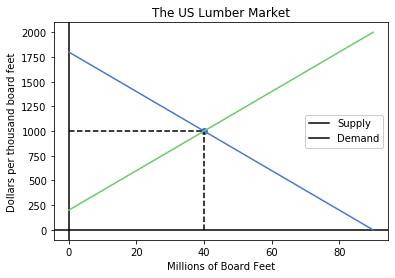 The US Lumber Market
Dollars per thousand board feet
2000
1750
1500
1250
1000
750
500
250
0
Supply
Demand
0 20 40 60 80
Millions of Board Feet